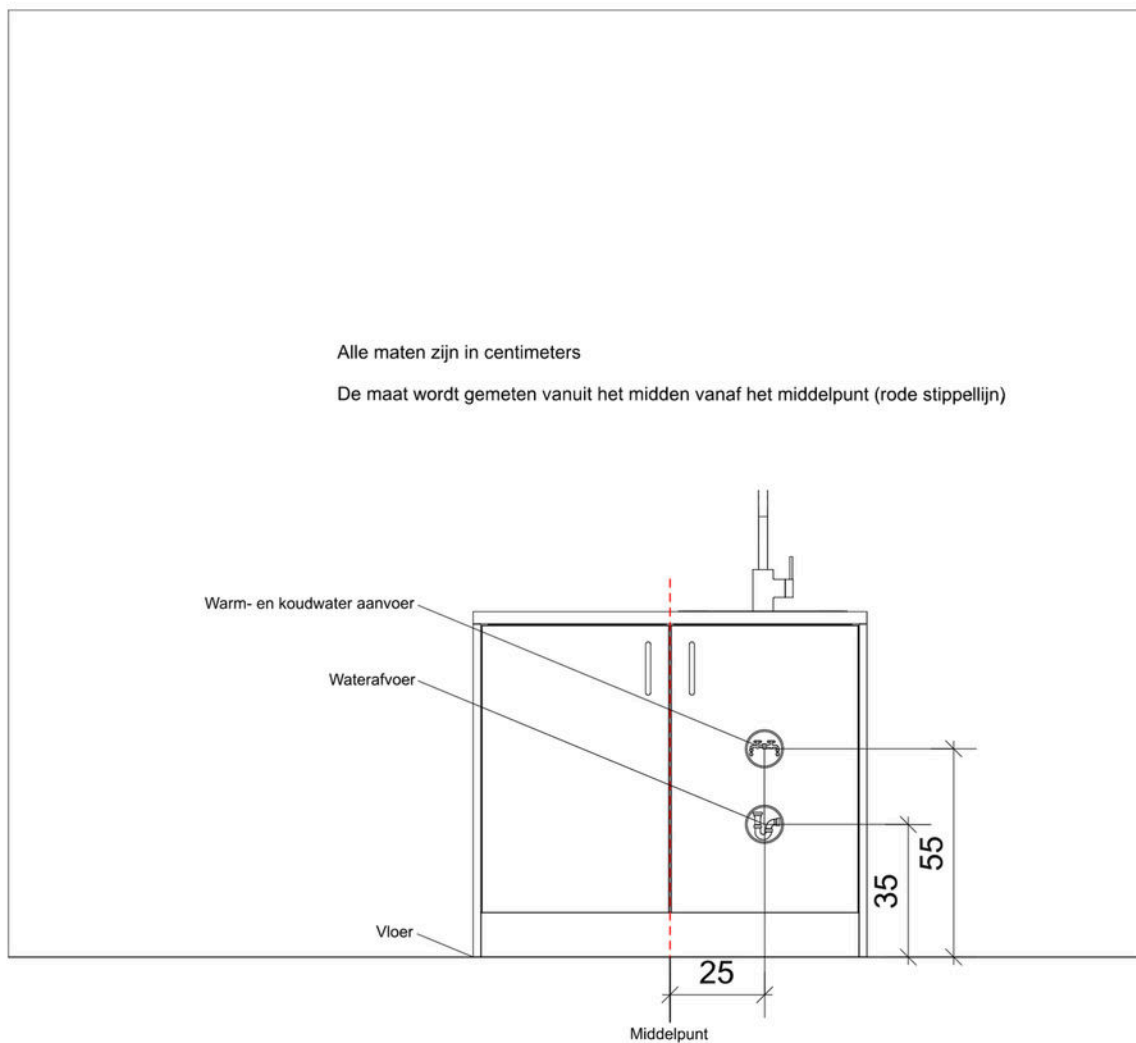 Alle maten zijn in centimeters
De maat wordt gemeten vanuit het midden vanaf het middelpunt (rode stippellijn)
Warm- en koudwater aanvoer
Waterafvoer
55
35
Vloer
25
Middelpunt